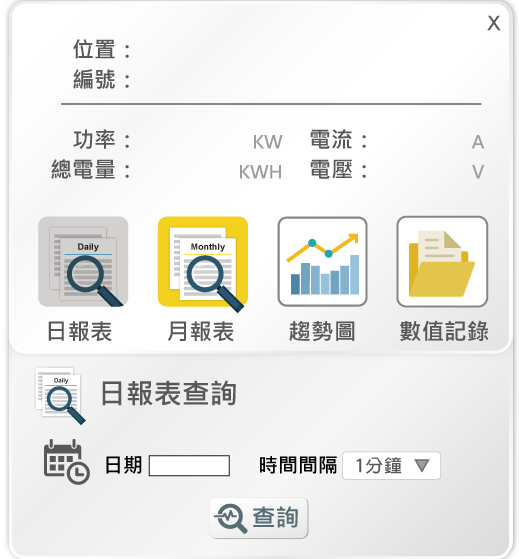 X
位置：
編號：
功率： KW 電流： A
總電量： KWH 電壓： V
Daily Monthly
日報表 月報表 趨勢圖 數值記錄
Daily
日報表查詢
日期 時間間隔 1分鐘
查詢